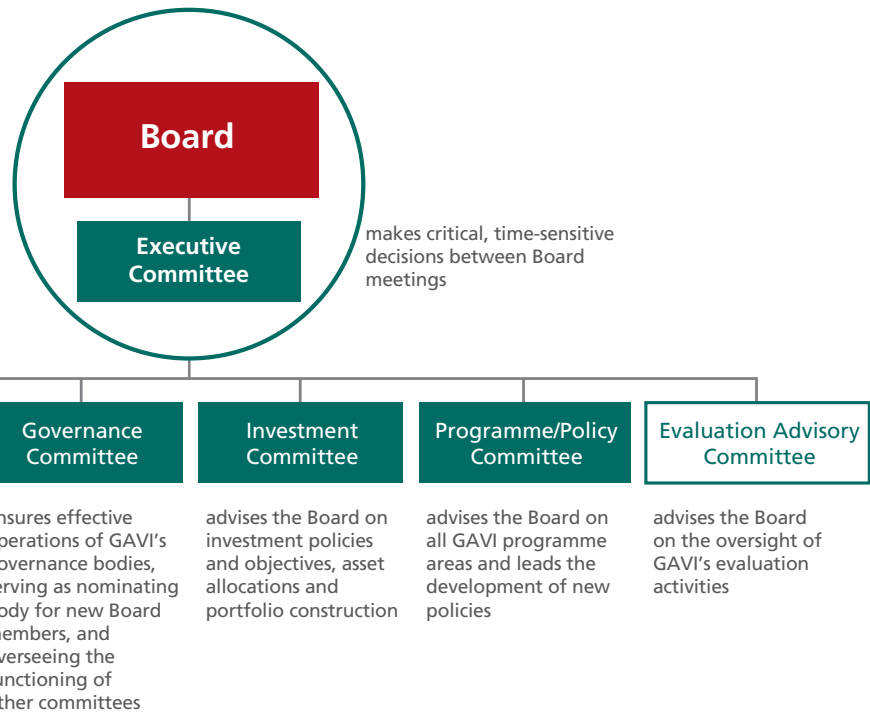 Board
Executive
Committee
makes critical, time-sensitive
decisions between Board
meetings
Governance
Committee
Investment
Committee
Programme/Policy
Committee
Evaluation Advisory
Committee
nsures effective
perations of GAVI's
overnance bodies,
erving as nominating
ody for new Board
members, and
verseeing the
unctioning of
ther committees
advises the Board on
investment policies
and objectives, asset
allocations and
portfolio construction
advises the Board on
all GAVI programme
areas and leads the
development of new
policies
advises the Board
on the oversight of
GAVI's evaluation
activities